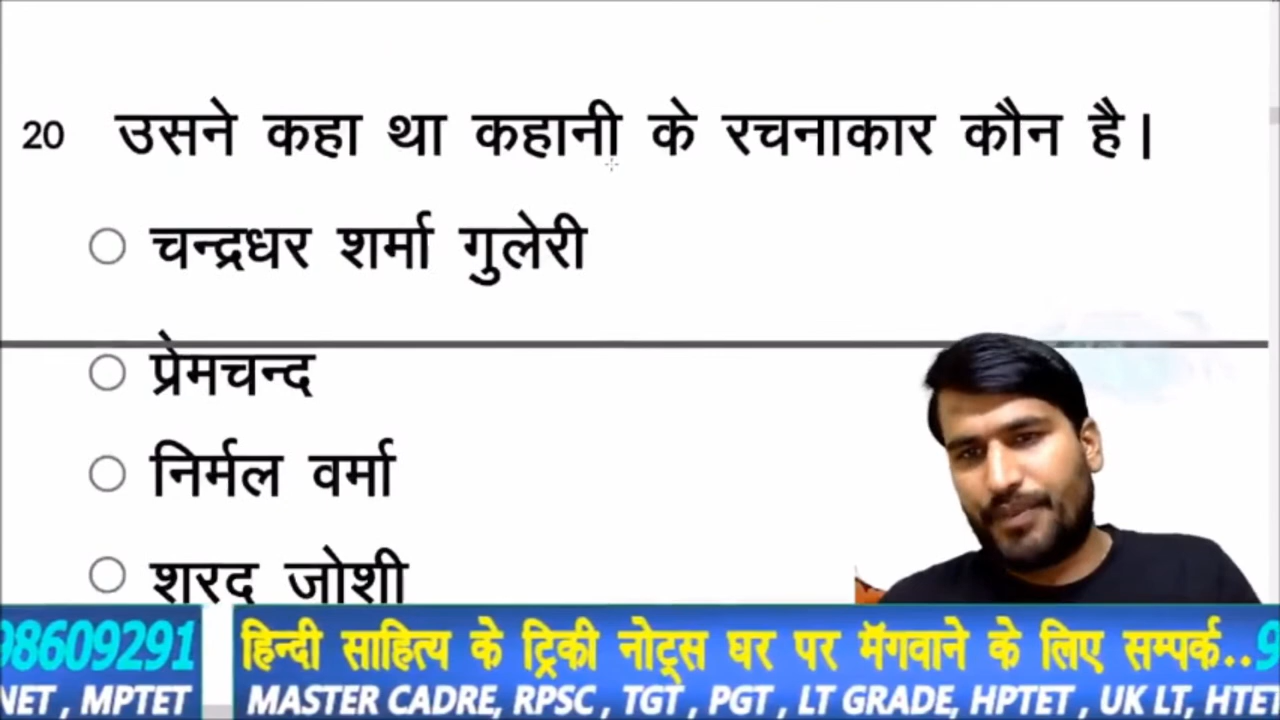 20 उसने कहा था कहानी के रचनाकार कौन है।
चन्द्रधर शर्मा गुलेरी
प्रेमचन्द
निर्मल वर्मा
शरद जोशी
98609291 हिन्दी साहित्य के ट्रिकी नोट्स घर पर मॅगवाने के लिए सम्पर्क..9
NET , MPTET MASTER CADRE, RPSC , TGT , PGT , LT GRADE, HPTET , UK LT, HTET